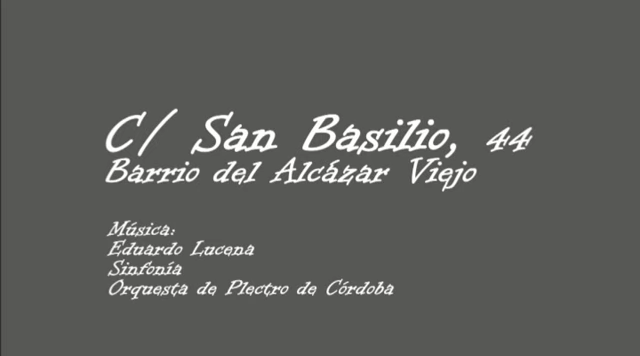 C/ San Basilio, 44
Barrio del Alcázar Viejo
Música:
Eduardo Lucena
Sinfonía
Orquesta de Plectro de Córdoba